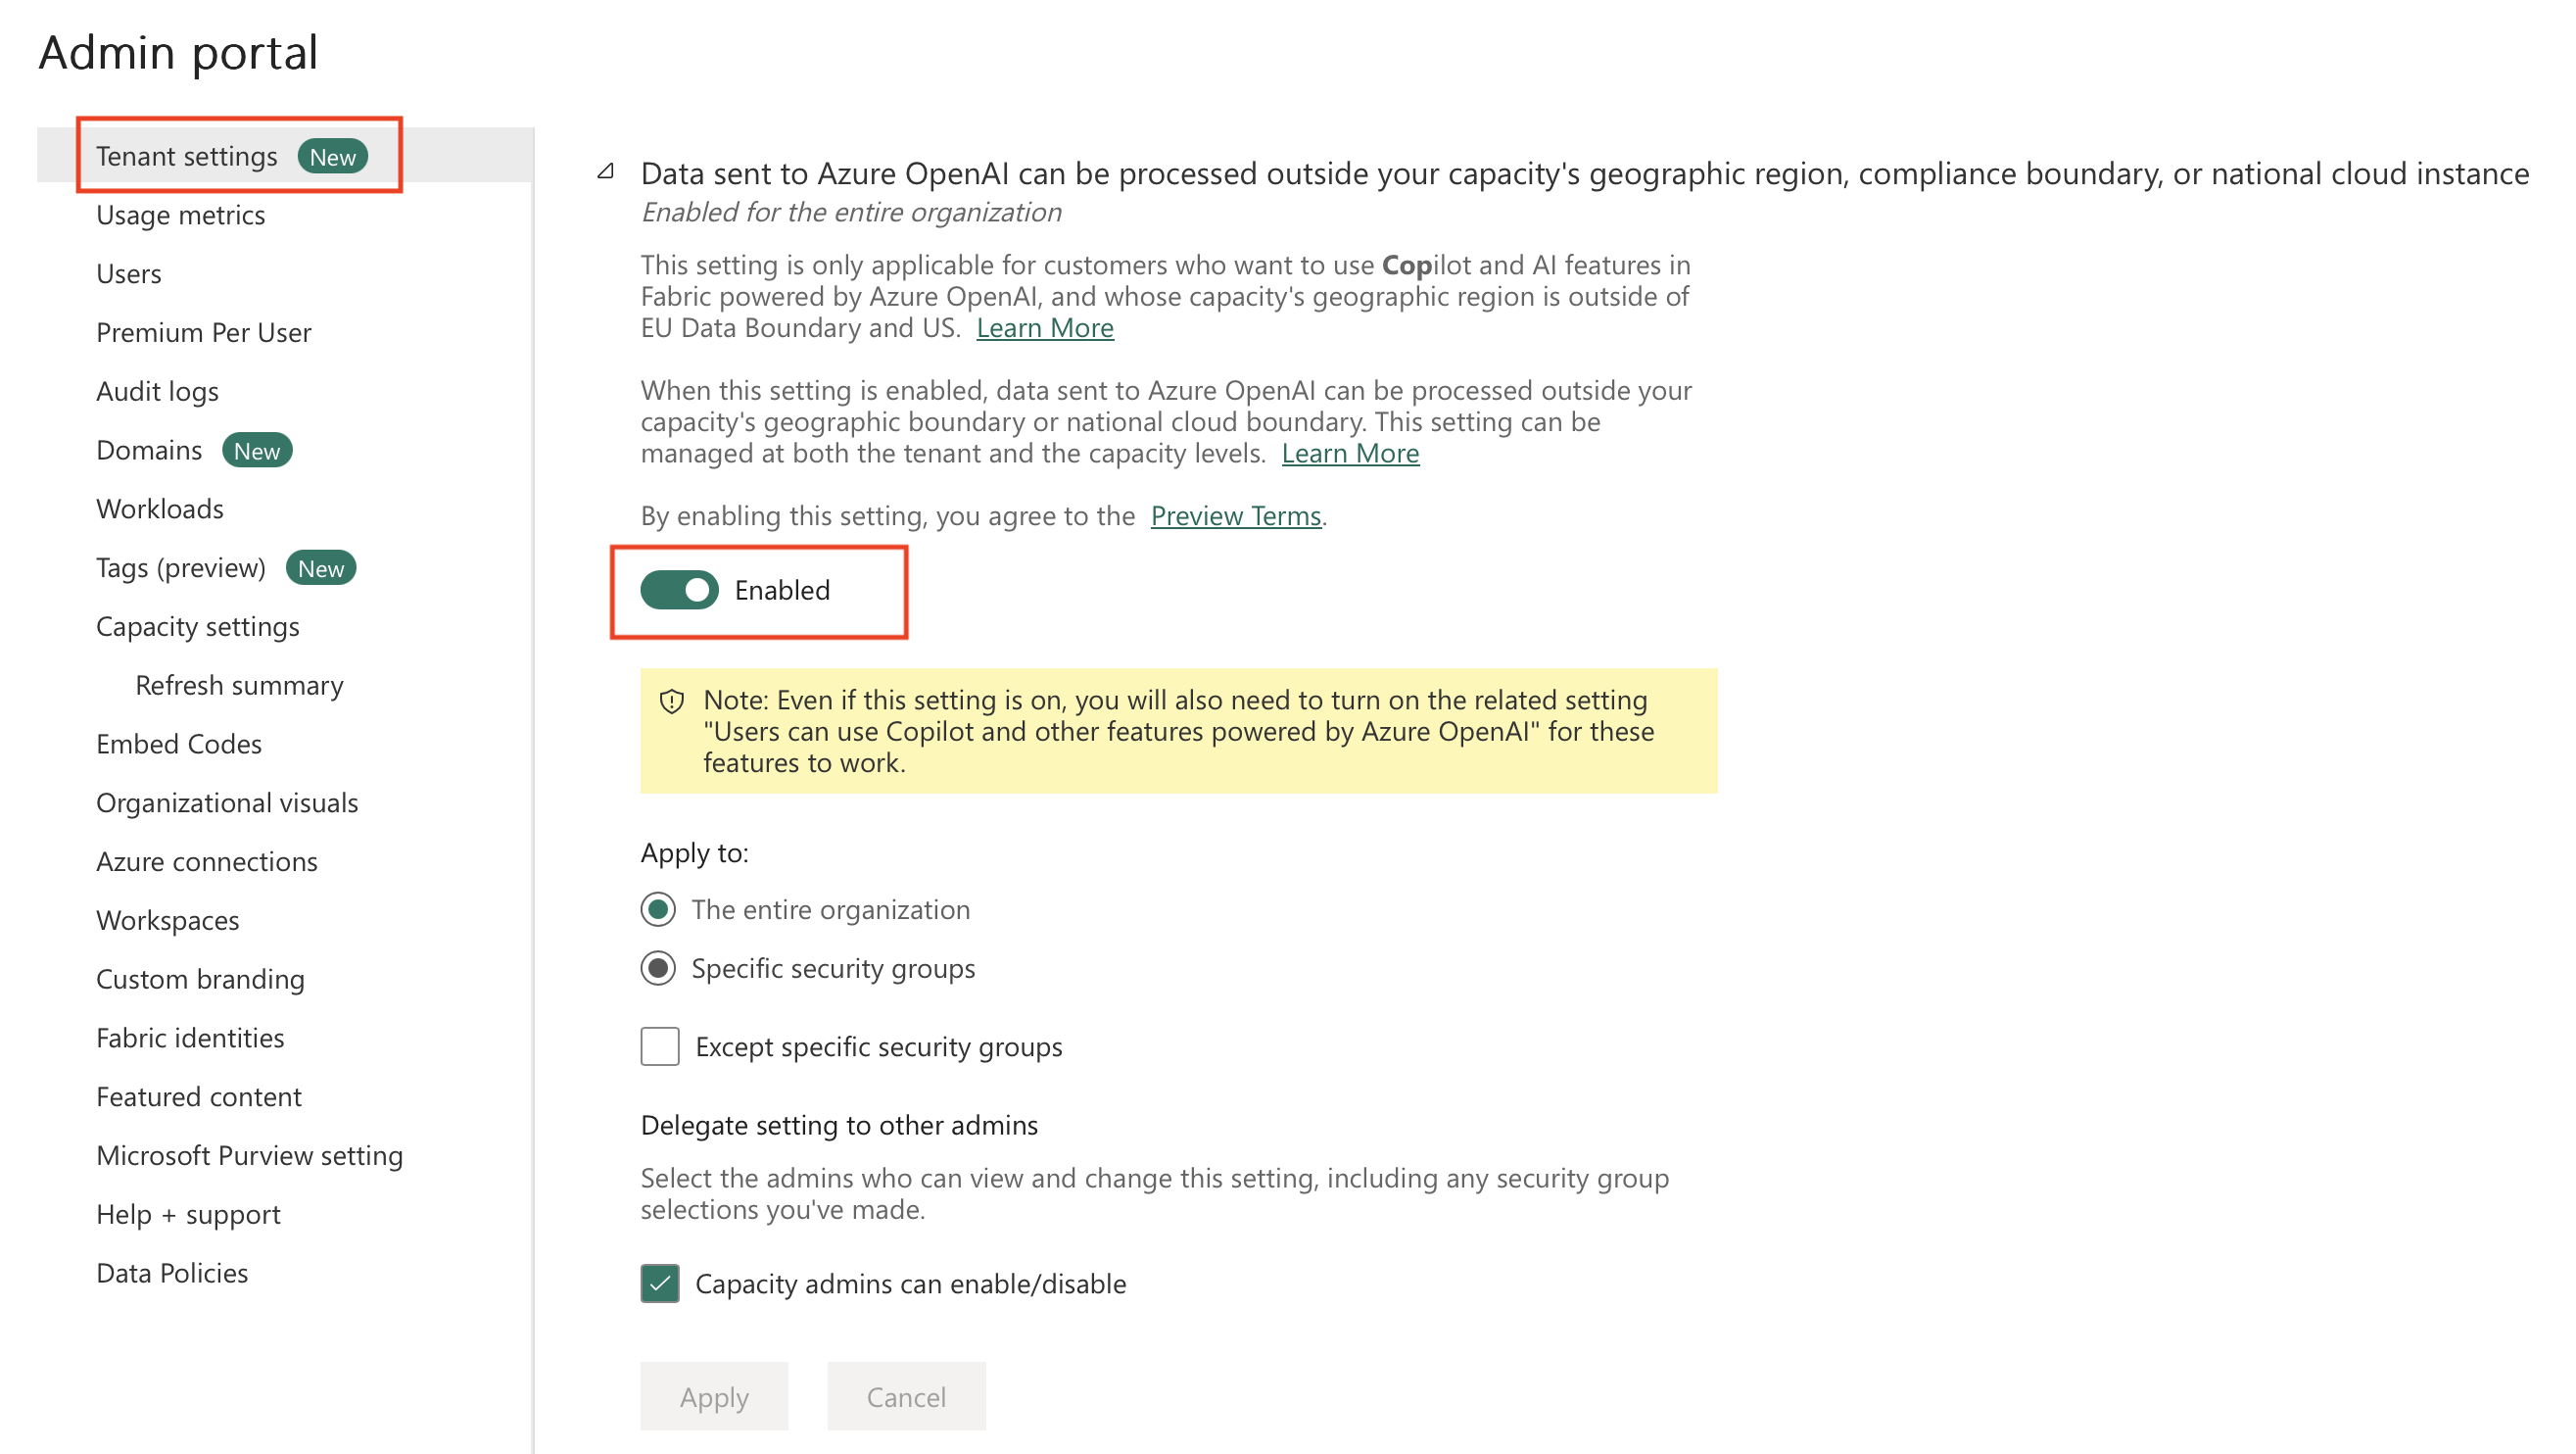 Admin portal
Tenant settings New
Usage metrics
Users
Premium Per User
Audit logs
Domains New
Workloads
Tags (preview) New
Capacity settings
Refresh summary
Embed Codes
Organizational visuals
Azure connections
Workspaces
Custom branding
Fabric identities
Featured content
Microsoft Purview setting
Help + support
Data Policies
Data sent to Azure OpenAI can be processed outside your capacity's geographic region, compliance boundary, or national cloud instance
Enabled for the entire organization
This setting is only applicable for customers who want to use Copilot and AI features in
Fabric powered by Azure OpenAI, and whose capacity's geographic region is outside of
EU Data Boundary and US. Learn More
When this setting is enabled, data sent to Azure OpenAI can be processed outside your
capacity's geographic boundary or national cloud boundary. This setting can be
managed at both the tenant and the capacity levels. Learn More
By enabling this setting, you agree to the Preview Terms.
Enabled
Note: Even if this setting is on, you will also need to turn on the related setting
"Users can use Copilot and other features powered by Azure OpenAI" for these
features to work.
Apply to:
The entire organization
Specific security groups
Except specific security groups
Delegate setting to other admins
Select the admins who can view and change this setting, including any security group
selections you've made.
Capacity admins can enable/disable
Apply
Cancel